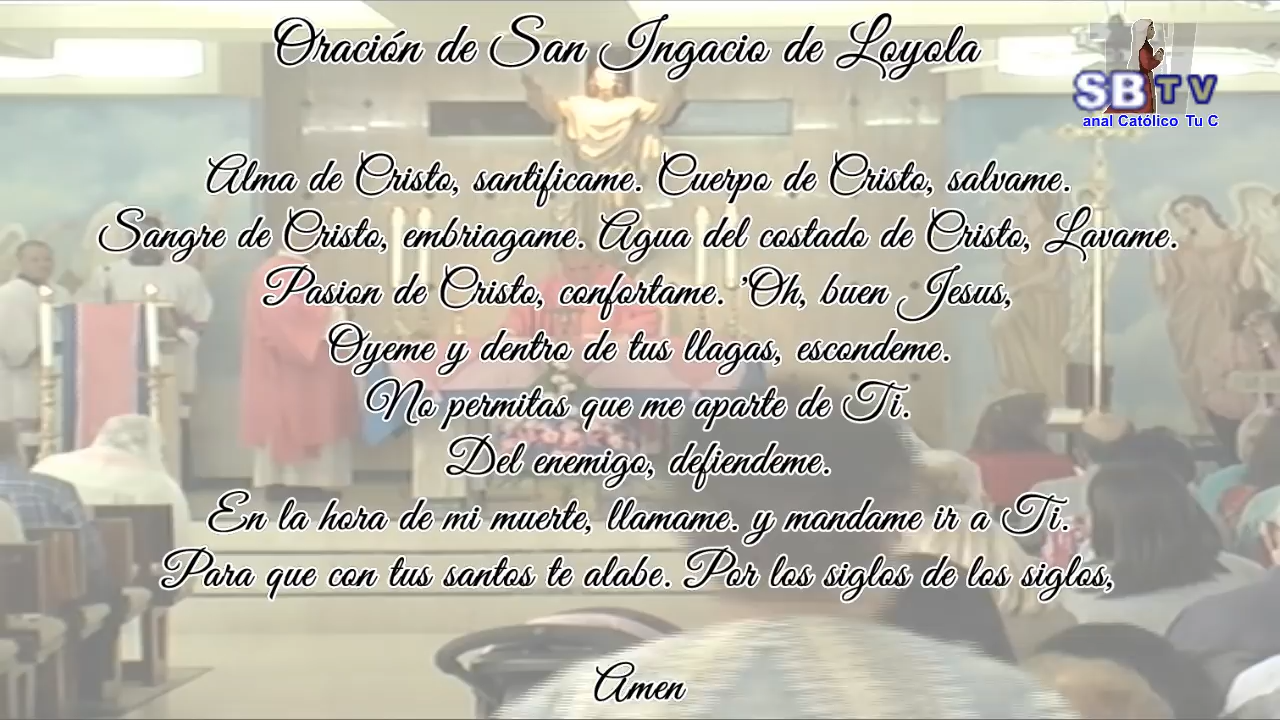 Oración de San Ingacio de Loyola
SBTV
anal Católico Tu C
Alma de Cristo, santificame. Cuerpo de Cristo, salvame.
Sangre de Cristo, embriagame. Agua del costado de Cristo, Lavame.
Pasion de Cristo, confortame. 'Oh, buen Jesus,
Oyeme y dentro de tus llagas, escondeme.
No permitas que me aparte de Ti.
Del enemigo, defiendeme.
En la hora de mi muerte, llamame. y mandame ir a Ti.
Para que con tus santos te alabe. Por los siglos de los siglos,
Amen